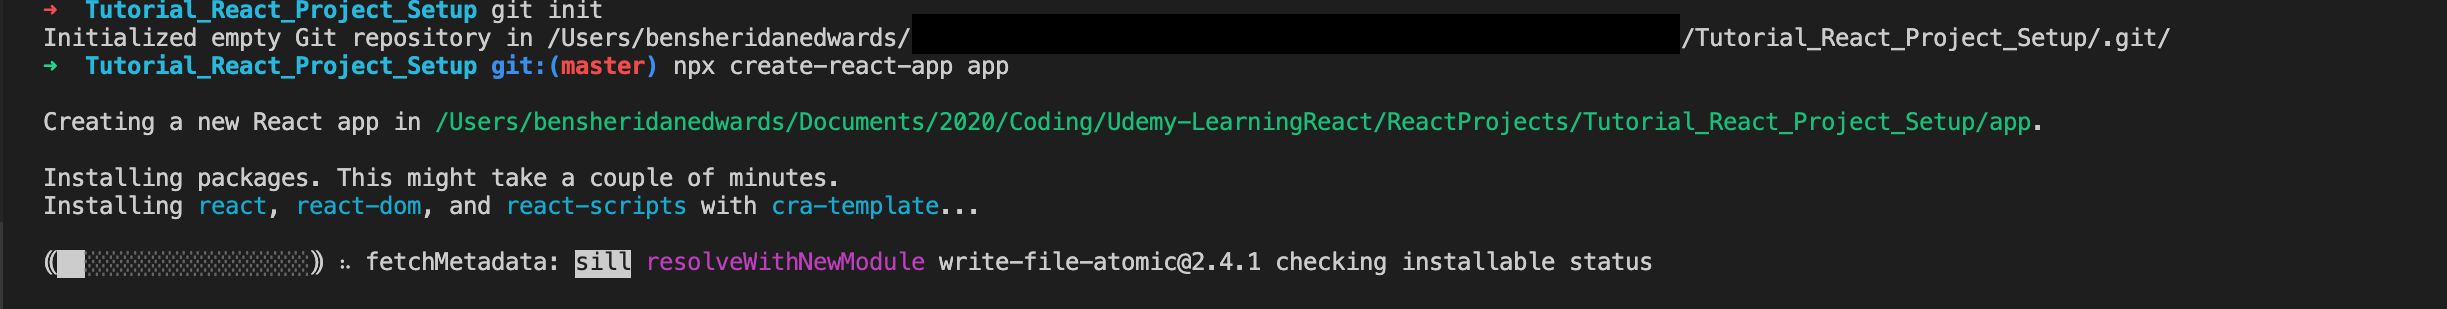 → Tutorial_React_Project_Setup git init
Initialized empty Git repository in /Users/bensheridanedwards/ /Tutorial_React_Project_Setup/.git/
→ Tutorial_React_Project_Setup git:(master) npx create-react-app app
Creating a new React app in /Users/bensheridanedwards/Documents/2020/Coding/Udemy-LearningReact/ReactProjects/Tutorial_React_Project_Setup/app.
Installing packages. This might take a couple of minutes.
Installing react, react-dom, and react-scripts with cra-template...
⸨██░░░░░░░░░░░░░░░░⸩ ⠦ fetchMetadata: sill resolveWithNewModule write-file-atomic@2.4.1 checking installable status